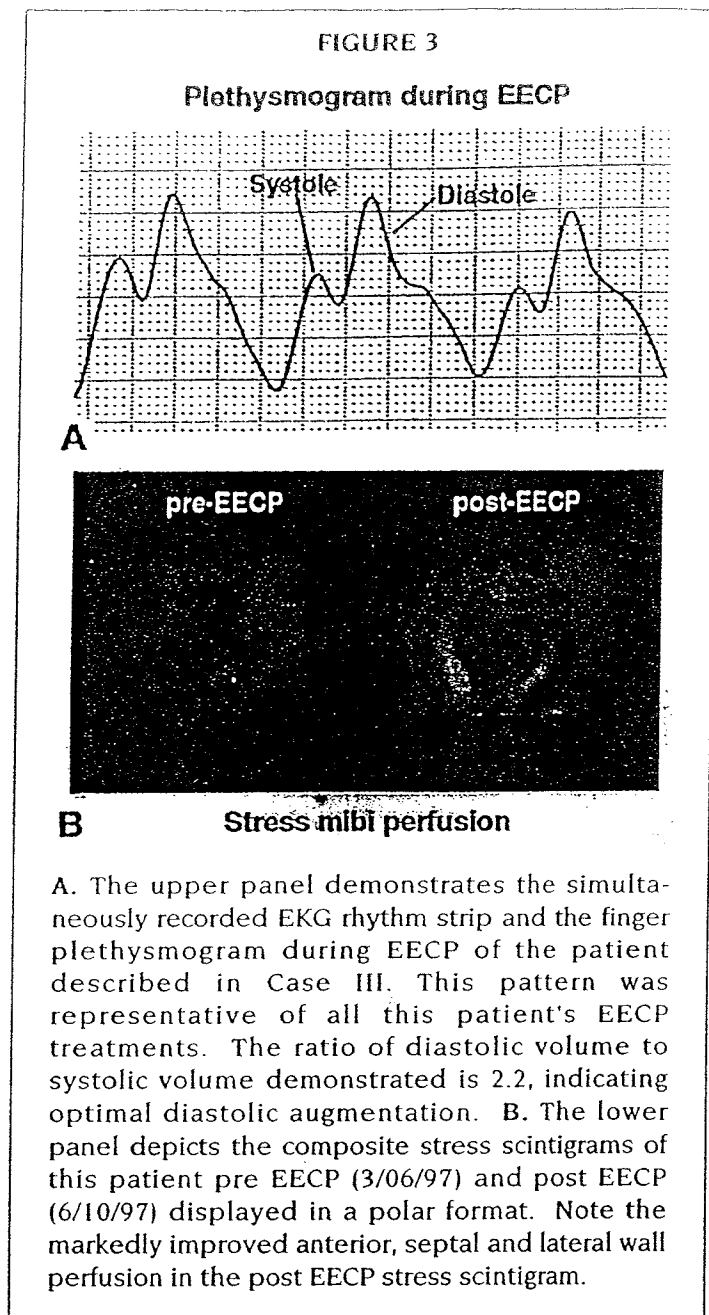 FIGURE 3
Plethysmogram during EECP
Systole
Diastole
A
pre-EECP
post-EECP
B
Stress mibi perfusion
A. The upper panel demonstrates the simulta-
neously recorded EKG rhythm strip and the finger
plethysmogram during EECP of the patient
described in Case III. This pattern was
representative of all this patient's EECP
treatments. The ratio of diastolic volume to
systolic volume demonstrated is 2.2, indicating
optimal diastolic augmentation. B. The lower
panel depicts the composite stress scintigrams of
this patient pre EECP (3/06/97) and post EECP
(6/10/97) displayed in a polar format. Note the
markedly improved anterior, septal and lateral wall
perfusion in the post EECP stress scintigram.